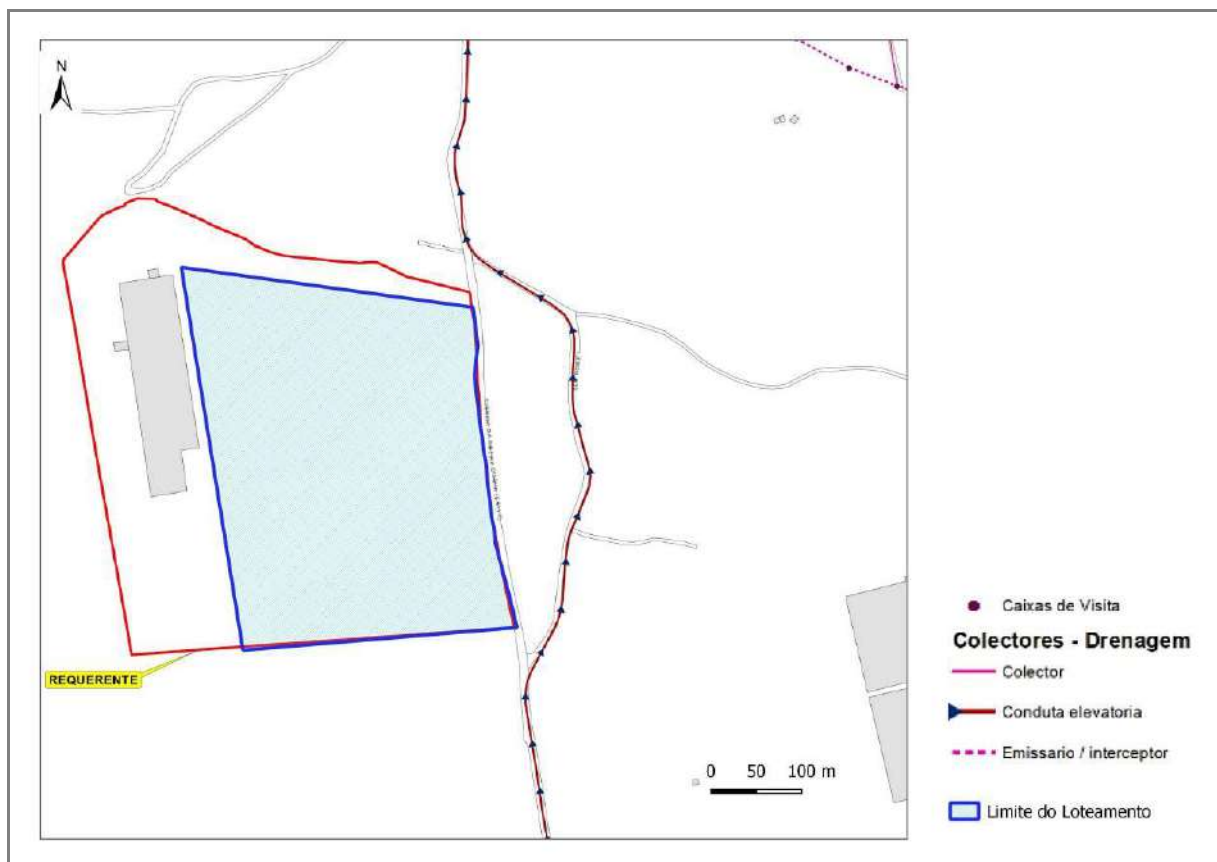 N
REQUERENTE
0 50 100 m
Caixas de Visita
Colectores - Drenagem
Colector
Conduta elevatoria
Emissario / interceptor
Limite do Loteamento